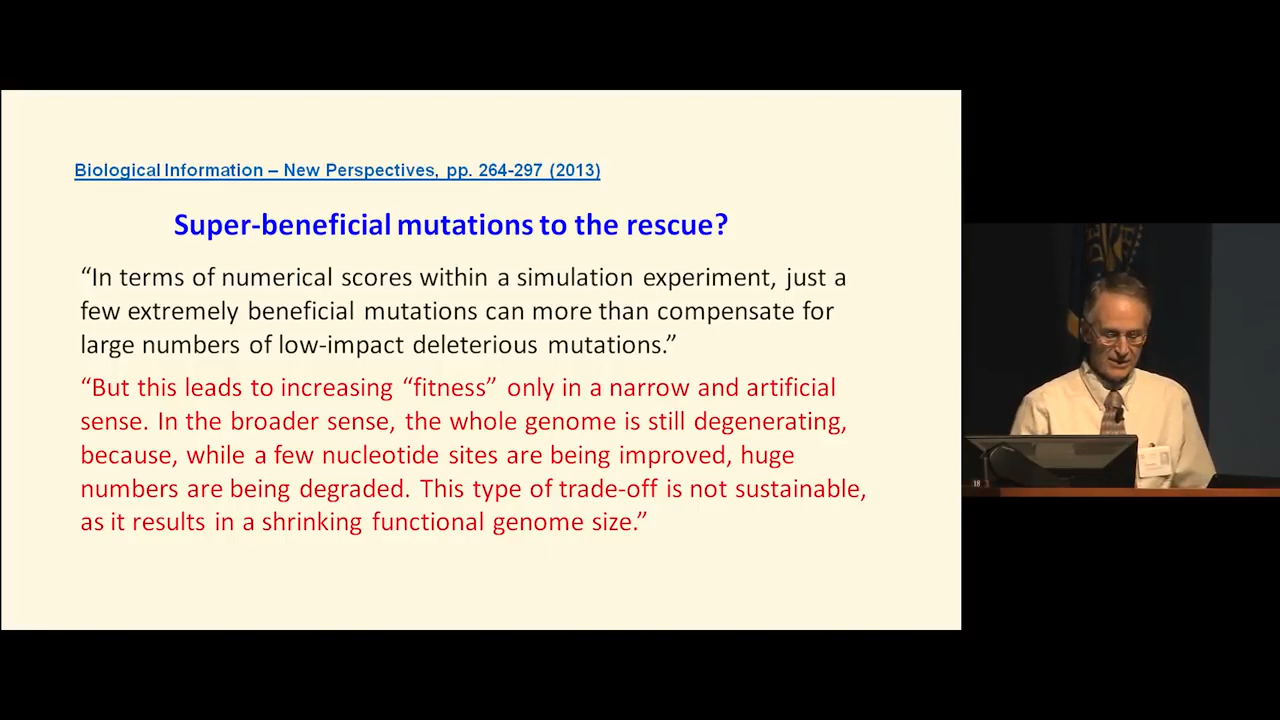 Biological Information – New Perspectives, pp. 264-297 (2013)
Super-beneficial mutations to the rescue?
“In terms of numerical scores within a simulation experiment, just a
few extremely beneficial mutations can more than compensate for
large numbers of low-impact deleterious mutations.”
“But this leads to increasing “fitness” only in a narrow and artificial
sense. In the broader sense, the whole genome is still degenerating,
because, while a few nucleotide sites are being improved, huge
numbers are being degraded. This type of trade-off is not sustainable,
as it results in a shrinking functional genome size.”
18